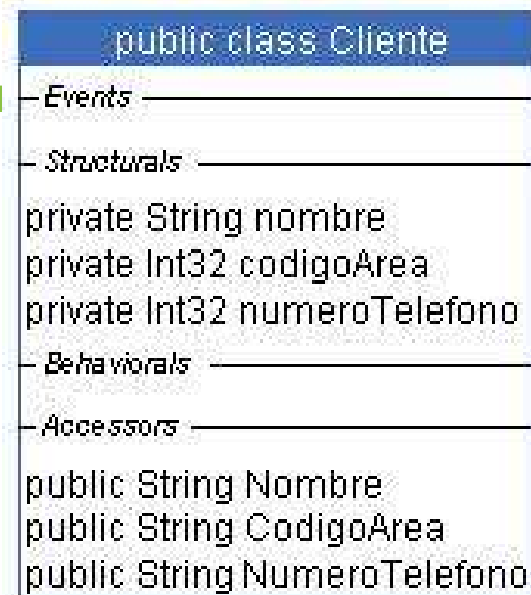 public class Cliente
Events
Structurals
private String nombre
private Int32 codigoArea
private Int32 numeroTelefono
Behaviorals
Accessors
public String Nombre
public String CodigoArea
public String NumeroTelefono